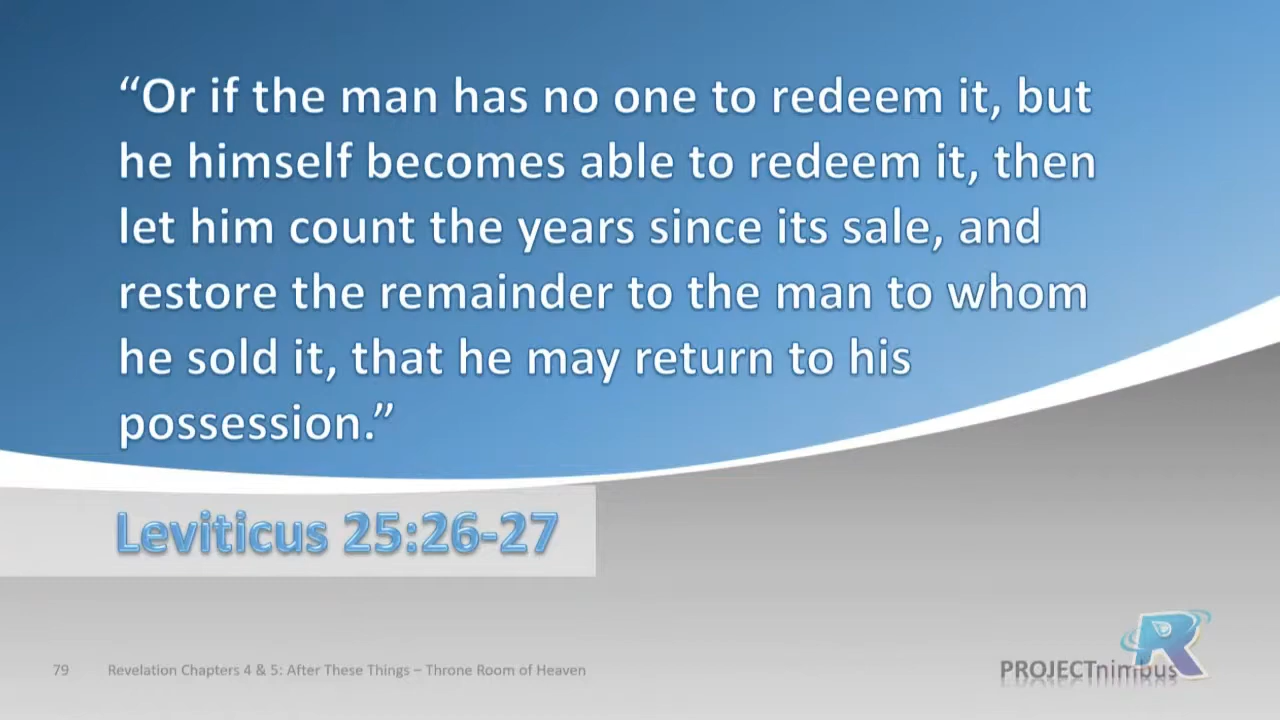 “Or if the man has no one to redeem it, but
he himself becomes able to redeem it, then
let him count the years since its sale, and
restore the remainder to the man to whom
he sold it, that he may return to his
possession.”
Leviticus 25:26-27
79 Revelation Chapters 4 & 5: After These Things – Throne Room of Heaven
PROJECTnimbus
R